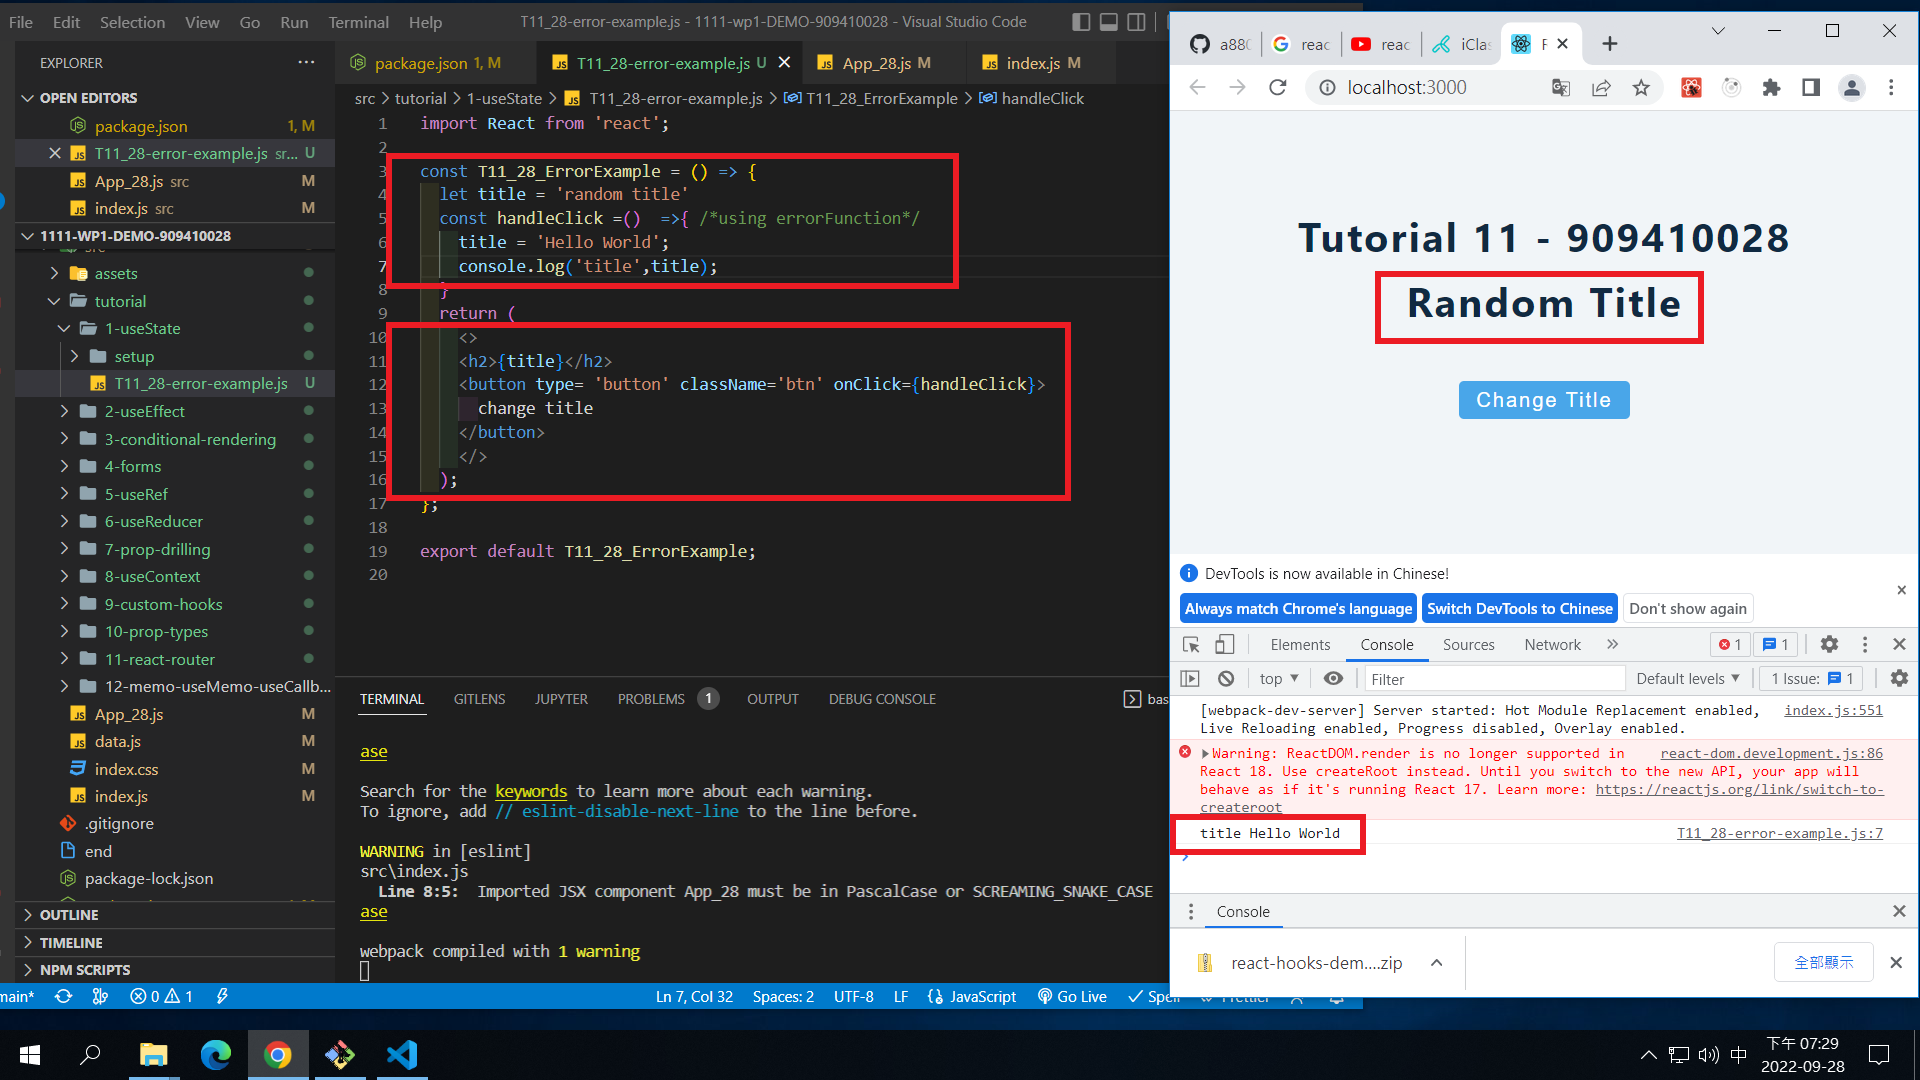 File Edit Selection View Go Run Terminal Help
T11_28-error-example.js - 1111-wp1-DEMO-909410028 - Visual Studio Code
EXPLORER
OPEN EDITORS
package.json 1, M
T11_28-error-example.js sr... U
App_28.js src M
index.js src M
1111-WP1-DEMO-909410028
src
assets
tutorial
1-useState
setup
T11_28-error-example.js U
2-useEffect
3-conditional-rendering
4-forms
5-useRef
6-useReducer
7-prop-drilling
8-useContext
9-custom-hooks
10-prop-types
11-react-router
12-memo-useMemo-useCallb...
App_28.js M
data.js M
index.css M
index.js M
.gitignore
end
package-lock.json
OUTLINE
TIMELINE
NPM SCRIPTS
package.json 1, M
T11_28-error-example.js U
App_28.js M
index.js M
src > tutorial > 1-useState > T11_28-error-example.js > T11_28_ErrorExample > handleClick
1 import React from 'react';
2
3 const T11_28_ErrorExample = () => {
4 let title = 'random title'
5 const handleClick =() =>{ /*using errorFunction*/
6 title = 'Hello World';
7 console.log('title',title);
8 }
9 return (
10 <>
11 <h2>{title}</h2>
12 <button type= 'button' className='btn' onClick={handleClick}>
13 change title
14 </button>
15 </>
16 );
17 };
18
19 export default T11_28_ErrorExample;
20
TERMINAL GITLENS JUPYTER PROBLEMS 1 OUTPUT DEBUG CONSOLE
bas
ase
Search for the keywords to learn more about each warning.
To ignore, add // eslint-disable-next-line to the line before.
WARNING in [eslint]
src\index.js
Line 8:5: Imported JSX component App_28 must be in PascalCase or SCREAMING_SNAKE_CASE
ase
webpack compiled with 1 warning
main* 0 1 Ln 7, Col 32 Spaces: 2 UTF-8 LF JavaScript Go Live Spell Prettier
a880 reac reac iClas F
localhost:3000
Tutorial 11 - 909410028
Random Title
Change Title
DevTools is now available in Chinese!
Always match Chrome's language Switch DevTools to Chinese Don't show again
Elements Console Sources Network 1 1
top Filter Default levels 1 Issue: 1
[webpack-dev-server] Server started: Hot Module Replacement enabled, index.js:551
Live Reloading enabled, Progress disabled, Overlay enabled.
Warning: ReactDOM.render is no longer supported in react-dom.development.js:86
React 18. Use createRoot instead. Until you switch to the new API, your app will
behave as if it's running React 17. Learn more: https://reactjs.org/link/switch-to-
createroot
title Hello World T11_28-error-example.js:7
Console
react-hooks-dem....zip
全部顯示
中
下午 07:29
2022-09-28